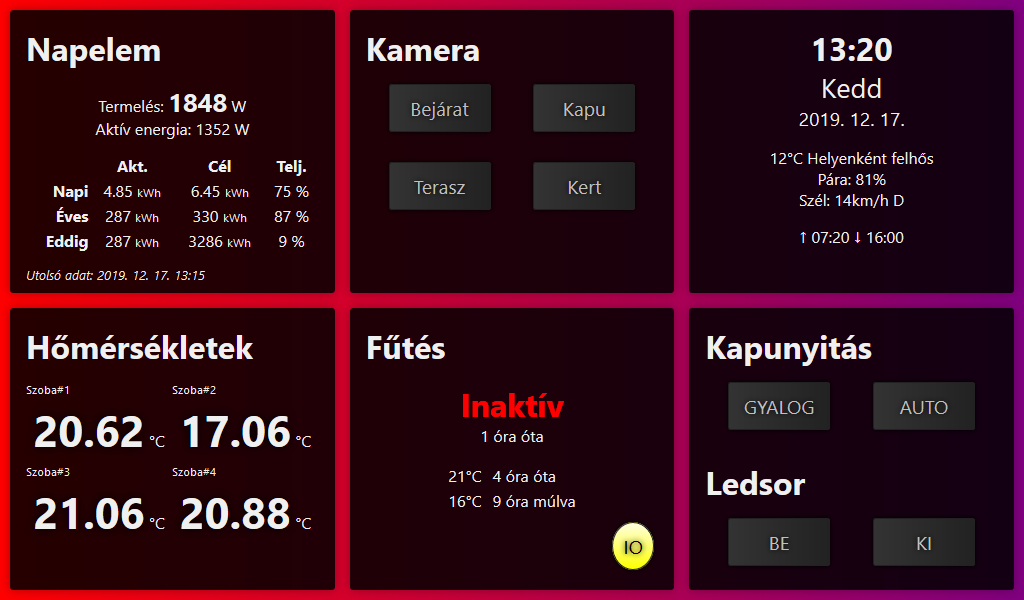 Napelem
Termelés: 1848 W
Aktív energia: 1352 W
Akt. Cél Telj.
Napi 4.85 kWh 6.45 kWh 75 %
Éves 287 kWh 330 kWh 87 %
Eddig 287 kWh 3286 kWh 9 %
Utolsó adat: 2019. 12. 17. 13:15
Kamera
Bejárat Kapu
Terasz Kert
13:20
Kedd
2019. 12. 17.
12°C Helyenként felhős
Pára: 81%
Szél: 14km/h D
↑ 07:20 ↓ 16:00
Hőmérsékletek
Szoba#1 Szoba#2
20.62 °C 17.06 °C
Szoba#3 Szoba#4
21.06 °C 20.88 °C
Fűtés
Inaktív
1 óra óta
21°C 4 óra óta
16°C 9 óra múlva
IO
Kapunyitás
GYALOG AUTO
Ledsor
BE KI